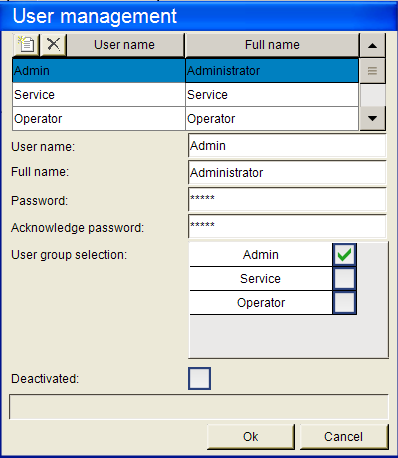 User management
User name Full name
Admin Administrator
Service Service
Operator Operator
User name: Admin
Full name: Administrator
Password: *****
Acknowledge password: *****
User group selection: Admin
Service
Operator
Deactivated:
Ok Cancel